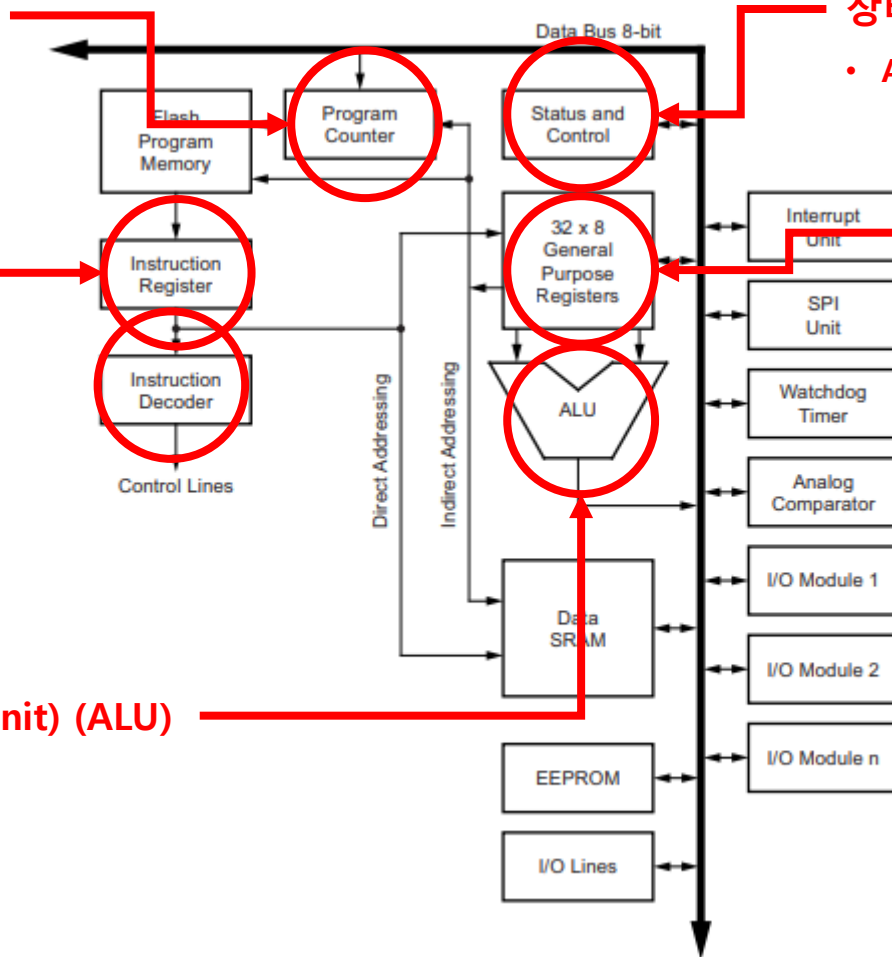 Data Bus 8-bit
Flash
Program
Memory
Program
Counter
Status and
Control
• A
32 x 8
General
Purpose
Registers
Interrupt
Unit
Instruction
Register
SPI
Unit
Instruction
Decoder
ALU
Watchdog
Timer
Control Lines
Direct Addressing
Indirect Addressing
Analog
Comparator
I/O Module 1
Data
SRAM
I/O Module 2
nit) (ALU)
I/O Module n
EEPROM
I/O Lines